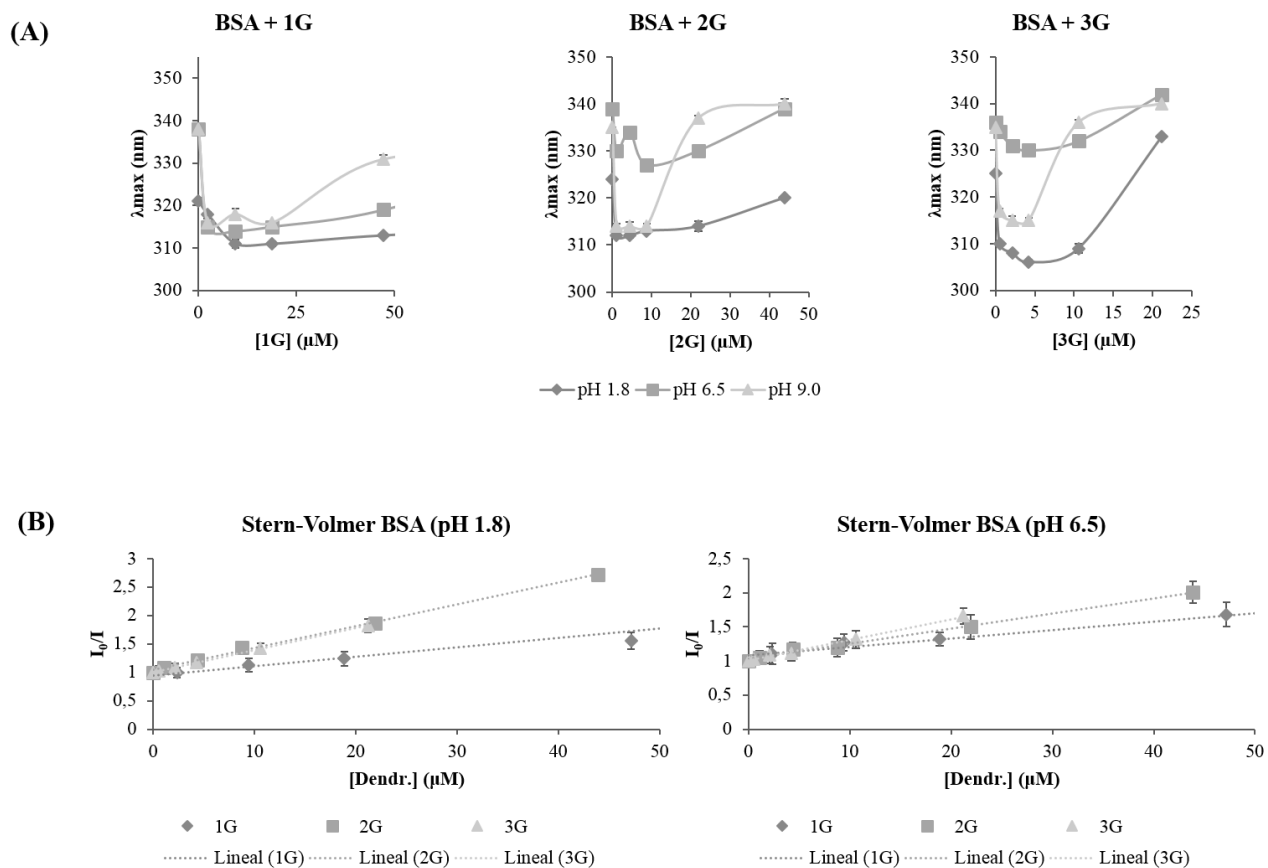 (A)
BSA + 1G
BSA + 2G
BSA + 3G
λmax (nm)
350
340
330
320
310
300
0
25
50
[1G] (µM)
λmax (nm)
350
340
330
320
310
300
0
10
20
30
40
50
[2G] (µM)
λmax (nm)
350
340
330
320
310
300
0
5
10
15
20
25
[3G] (µM)
pH 1.8
pH 6.5
pH 9.0
(B)
Stern-Volmer BSA (pH 1.8)
I0/I
3
2,5
2
1,5
1
0,5
0
0
10
20
30
40
50
[Dendr.] (µM)
1G
2G
3G
Lineal (1G)
Lineal (2G)
Lineal (3G)
Stern-Volmer BSA (pH 6.5)
I0/I
2,5
2
1,5
1
0,5
0
0
10
20
30
40
50
[Dendr.] (µM)
1G
2G
3G
Lineal (1G)
Lineal (2G)
Lineal (3G)